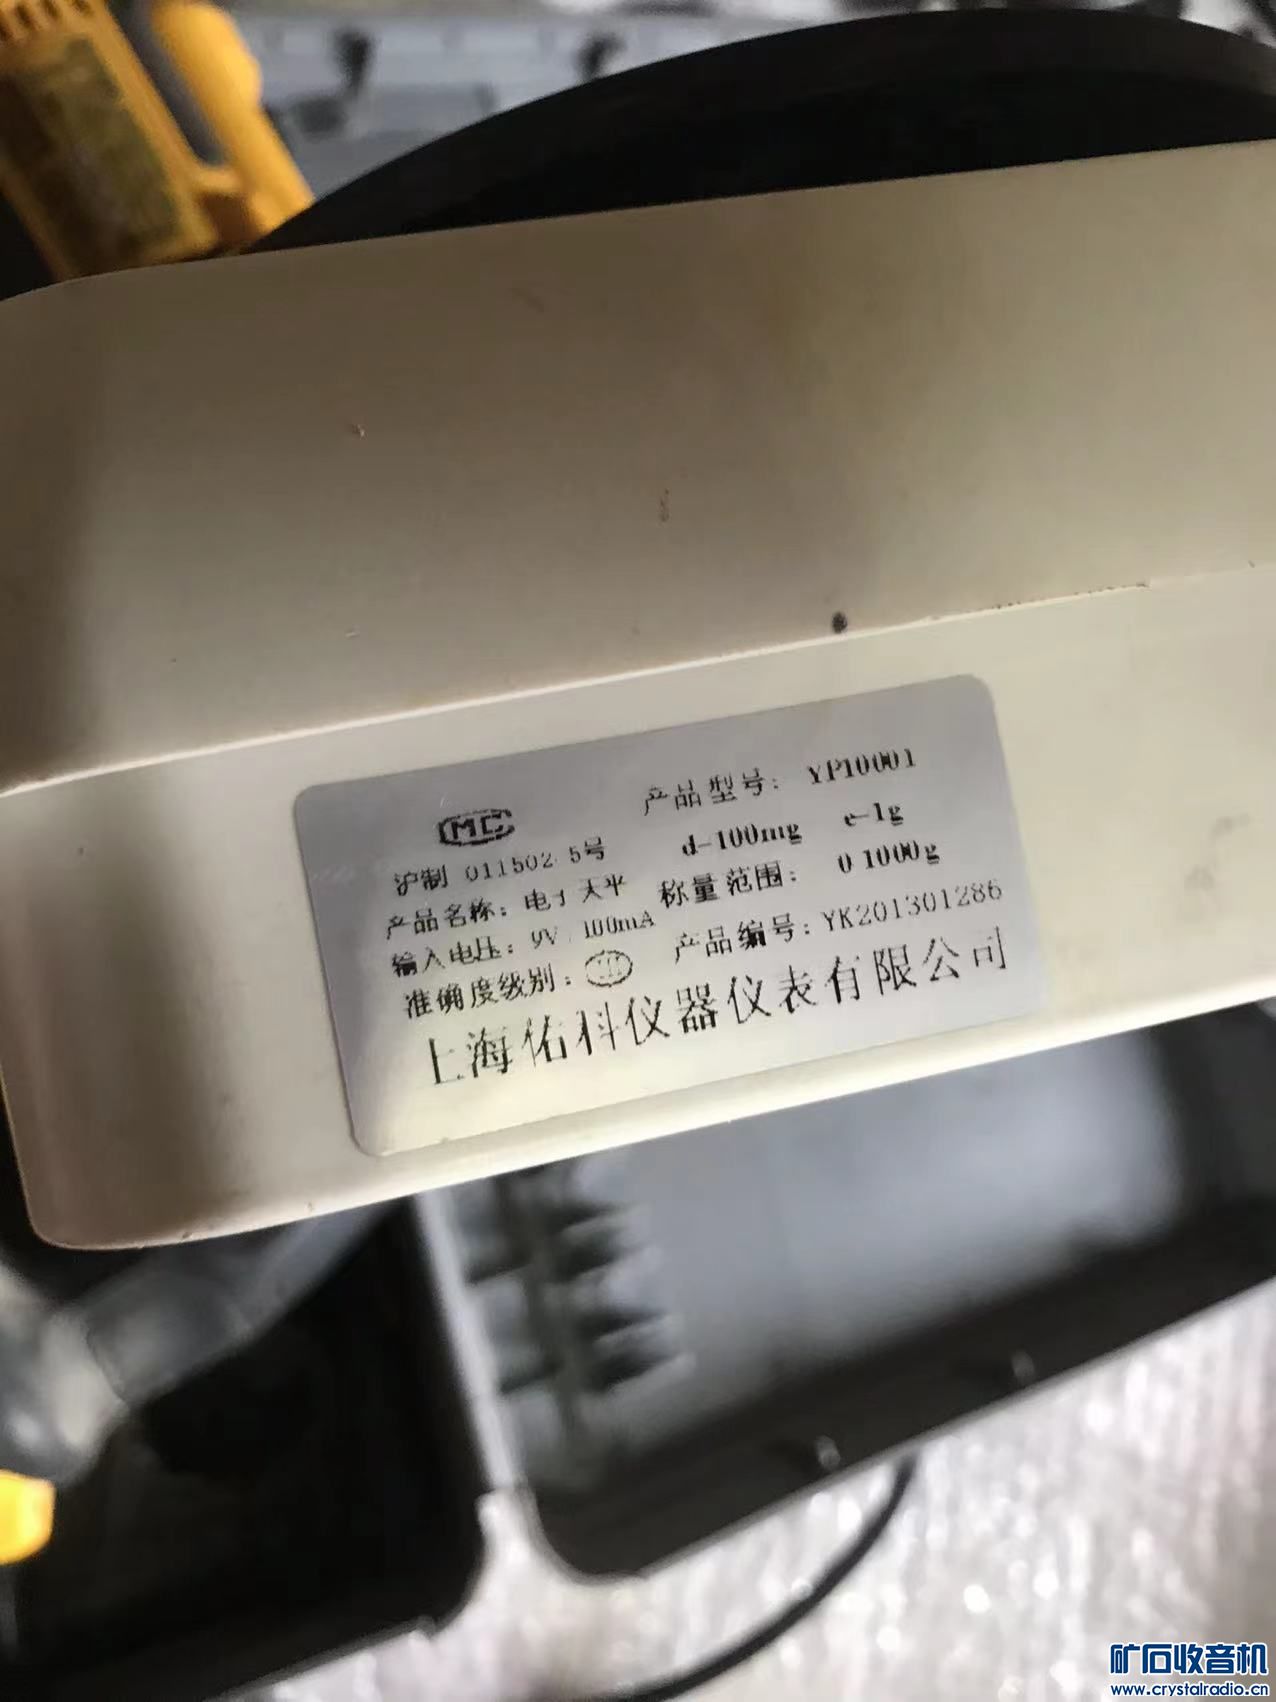 MC
产品型号: YP10001
沪制 011502 5号
d-100mg e-1g
产品名称: 电子天平
称量范围: 0 1000g
输入电压: 9V 100mA
产品编号: YK201301286
准确度级别:
上海佑科仪器仪表有限公司
矿石收音机
www.crystalradio.cn